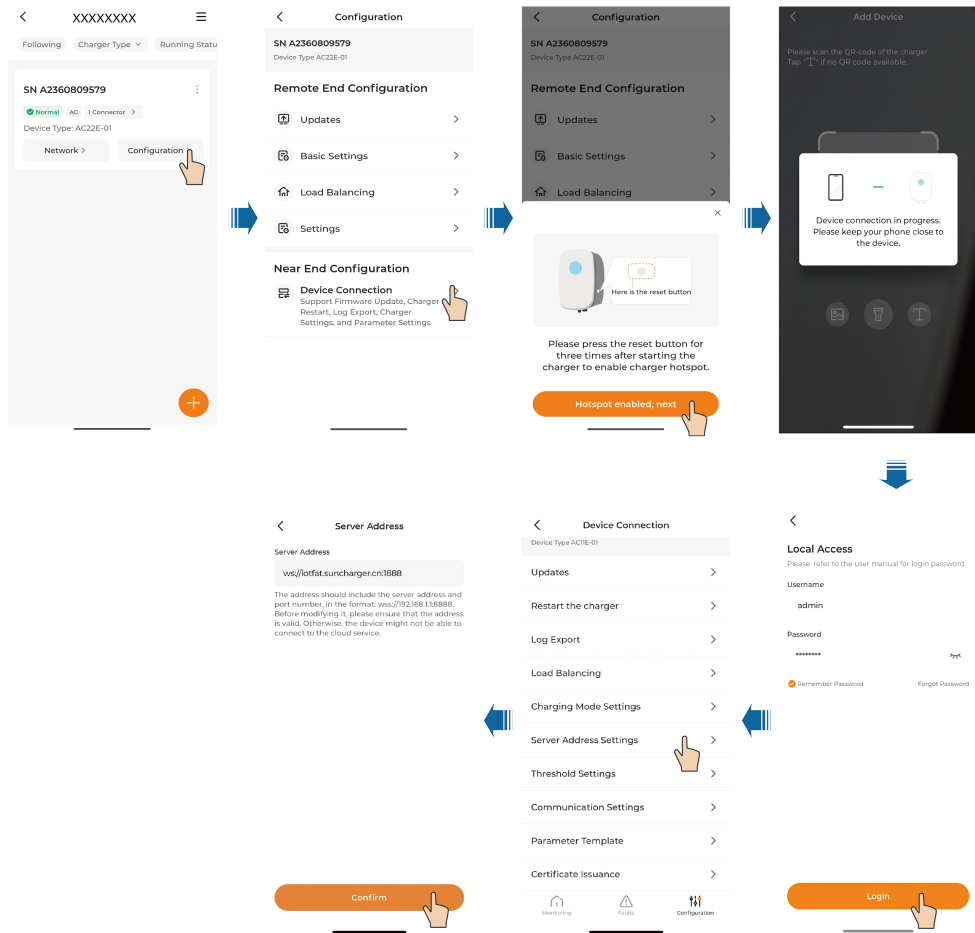 XXXXXXXX
Following
Charger Type
Running Statu
SN A2360809579
Normal
AC
1 Connector >
Device Type: AC22E-01
Network >
Configuration
Configuration
SN A2360809579
Device Type AC22E-01
Remote End Configuration
Updates
Basic Settings
Load Balancing
Settings
Near End Configuration
Device Connection
Support Firmware Update, Charger
Restart, Log Export, Charger
Settings, and Parameter Settings
Configuration
SN A2360809579
Device Type AC22E-01
Remote End Configuration
Updates
Basic Settings
Load Balancing
Here is the reset button
Please press the reset button for
three times after starting the
charger to enable charger hotspot.
Hotspot enabled, next
Add Device
Please scan the QR-code of the charger
Tap "T" if no QR code available.
Device connection in progress.
Please keep your phone close to
the device.
T
Local Access
Please refer to the user manual for login password.
Username
admin
Password
********
Remember Password
Forgot Password
Login
Device Connection
Device Type AC11E-01
Updates
Restart the charger
Log Export
Load Balancing
Charging Mode Settings
Server Address Settings
Threshold Settings
Communication Settings
Parameter Template
Certificate Issuance
Monitoring
Faults
Configuration
Server Address
Server Address
ws://iotfat.suncharger.cn:1888
The address should include the server address and
port number, in the format: wss://192.168.1.1:8888.
Before modifying it, please ensure that the address
is valid. Otherwise, the device might not be able to
connect to the cloud service.
Confirm